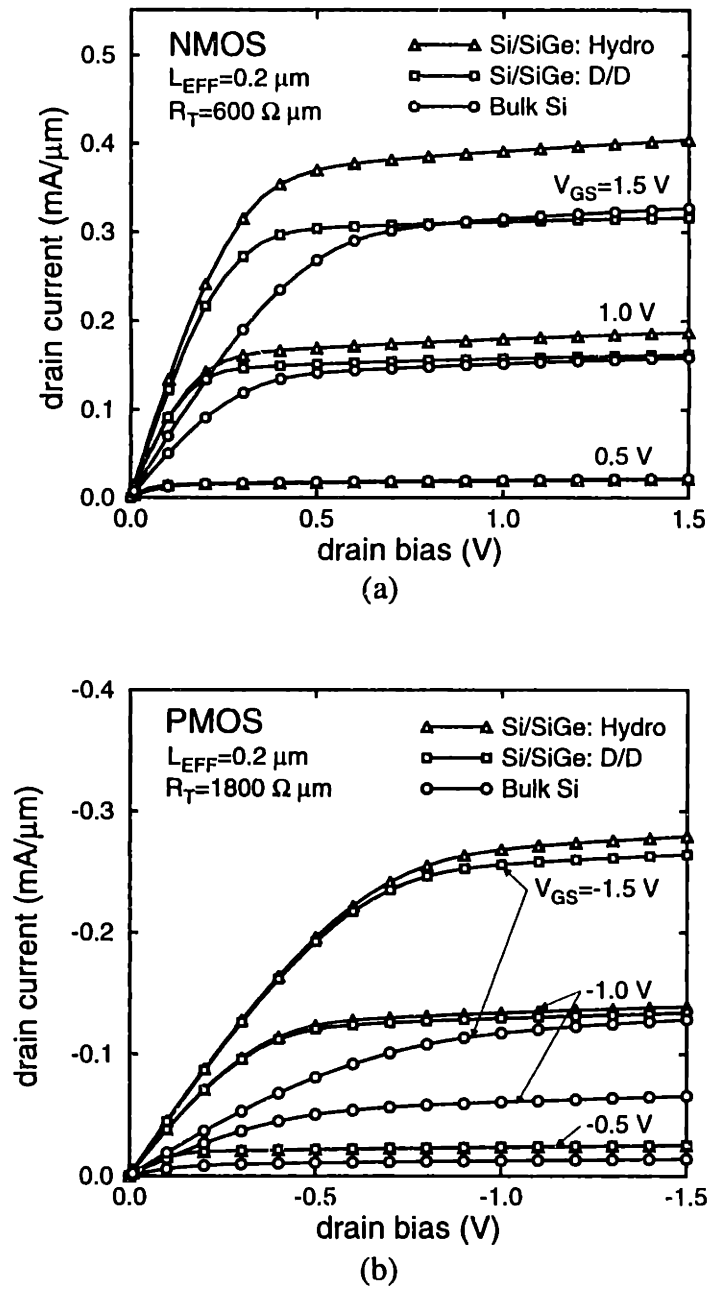 0.5
NMOS
L_EFF=0.2 μm
R_T=600 Ω μm
Si/SiGe: Hydro
Si/SiGe: D/D
Bulk Si
0.4
V_GS=1.5 V
0.3
0.2
1.0 V
0.1
0.5 V
0.0
drain current (mA/μm)
0.0 0.5 1.0 1.5
drain bias (V)
(a)
-0.4
PMOS
L_EFF=0.2 μm
R_T=1800 Ω μm
Si/SiGe: Hydro
Si/SiGe: D/D
Bulk Si
-0.3
V_GS=-1.5 V
-0.2
-1.0 V
-0.1
-0.5 V
0.0
drain current (mA/μm)
0.0 -0.5 -1.0 -1.5
drain bias (V)
(b)